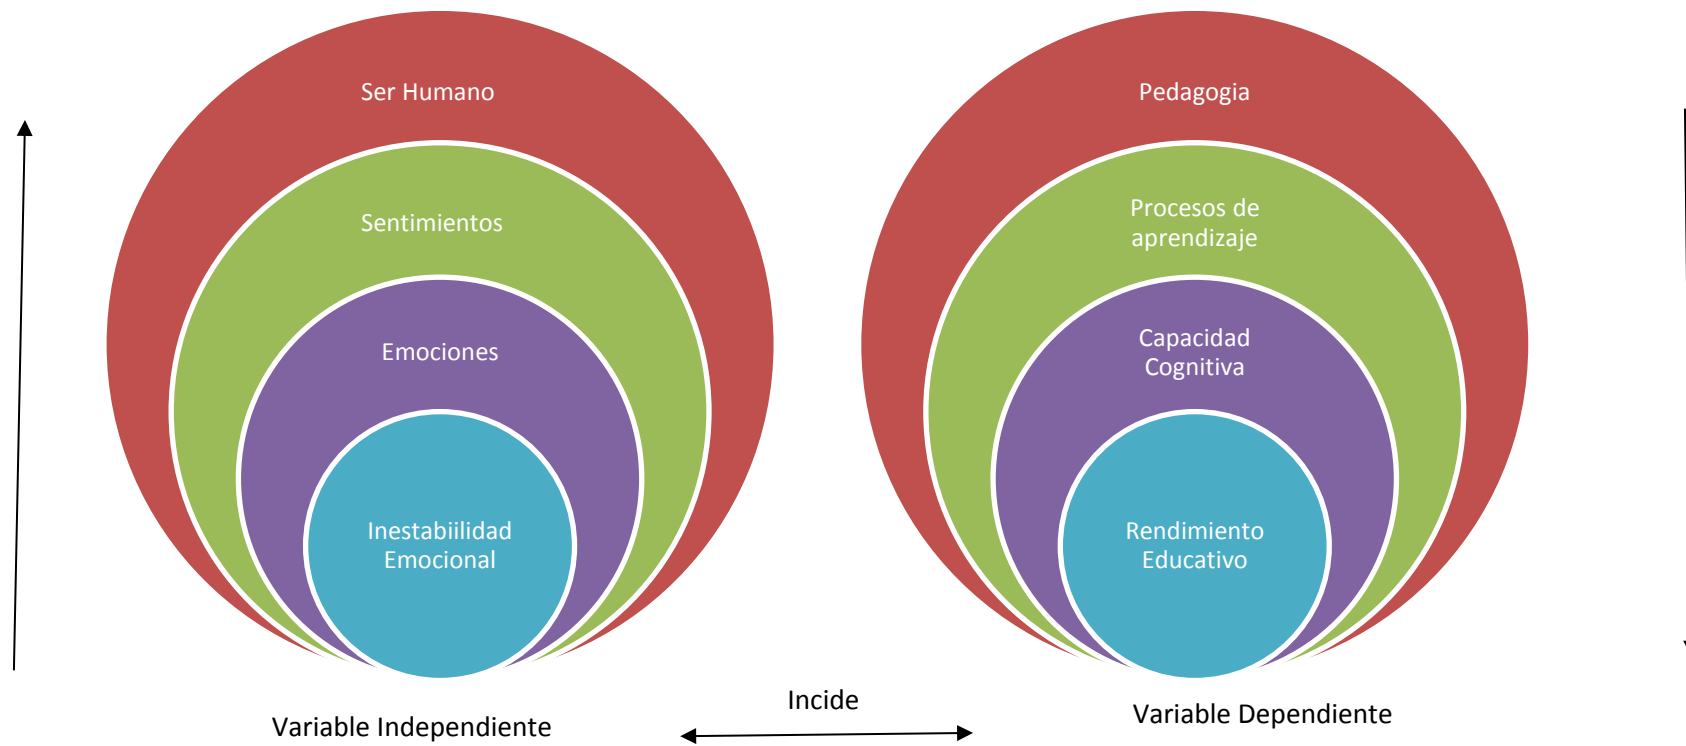 Ser Humano
Sentimientos
Emociones
Inestabiilidad
Emocional
Pedagogia
Procesos de
aprendizaje
Capacidad
Cognitiva
Rendimiento
Educativo
Variable Independiente
Incide
Variable Dependiente